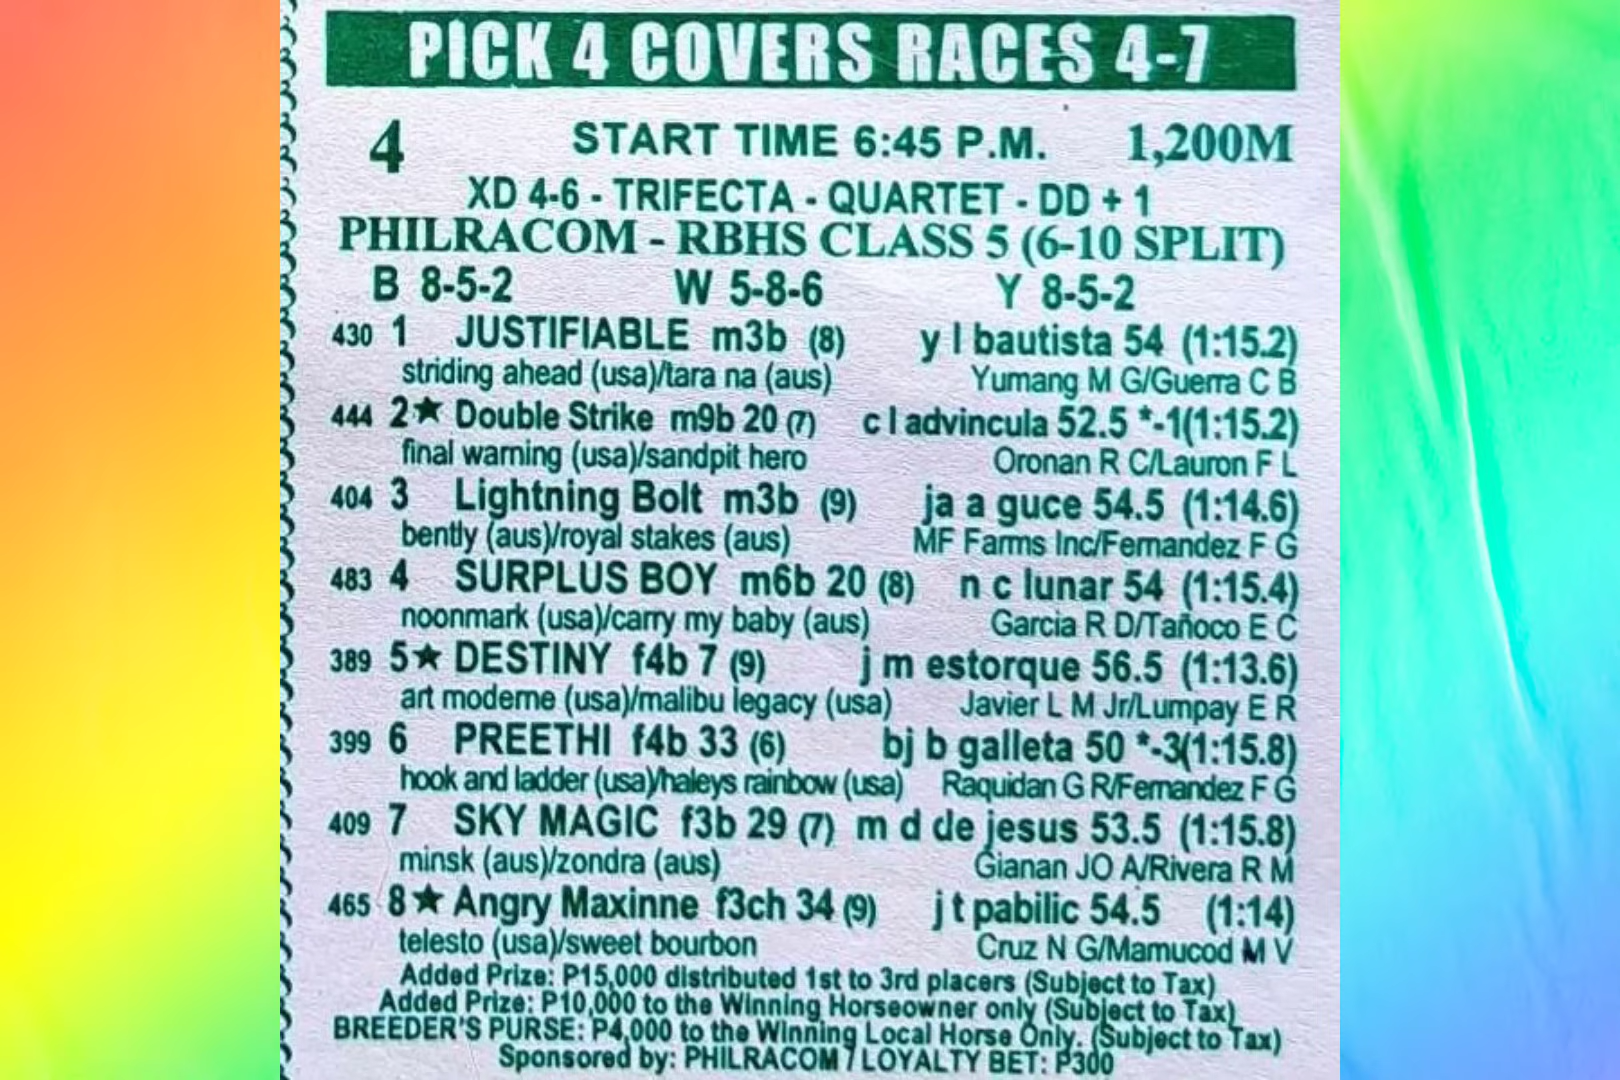 PICK 4 COVERS RACES 4-7
4 START TIME 6:45 P.M. 1,200M
XD 4-6 - TRIFECTA - QUARTET - DD + 1
PHILRACOM - RBHS CLASS 5 (6-10 SPLIT)
B 8-5-2 W 5-8-6 Y 8-5-2
430 1 JUSTIFIABLE m3b (8) y l bautista 54 (1:15.2)
striding ahead (usa)/tara na (aus) Yumang M G/Guerra C B
444 2★ Double Strike m9b 20 (7) c l advincula 52.5 *-1(1:15.2)
final warning (usa)/sandpit hero Oronan R C/Lauron F L
404 3 Lightning Bolt m3b (9) ja a guce 54.5 (1:14.6)
bently (aus)/royal stakes (aus) MF Farms Inc/Fernandez F G
483 4 SURPLUS BOY m6b 20 (8) n c lunar 54 (1:15.4)
noonmark (usa)/carry my baby (aus) Garcia R D/Tañoco E C
389 5★ DESTINY f4b 7 (9) j m estorque 56.5 (1:13.6)
art moderne (usa)/malibu legacy (usa) Javier L M Jr/Lumpay E R
399 6 PREETHI f4b 33 (6) bj b galleta 50 *-3(1:15.8)
hook and ladder (usa)/haleys rainbow (usa) Raquidan G R/Fernandez F G
409 7 SKY MAGIC f3b 29 (7) m d de jesus 53.5 (1:15.8)
minsk (aus)/zondra (aus) Gianan JO A/Rivera R M
465 8★ Angry Maxinne f3ch 34 (9) j t pabilic 54.5 (1:14)
telesto (usa)/sweet bourbon Cruz N G/Mamucod M V
Added Prize: P15,000 distributed 1st to 3rd placers (Subject to Tax)
Added Prize: P10,000 to the Winning Horseowner only (Subject to Tax)
BREEDER'S PURSE: P4,000 to the Winning Local Horse Only. (Subject to Tax)
Sponsored by: PHILRACOM / LOYALTY BET: P300